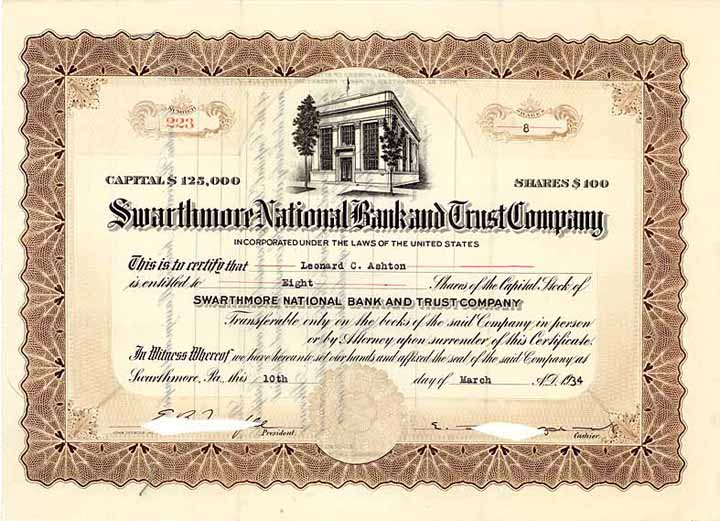 NUMBER
223
SHARES
8
CAPITAL $ 125,000
SHARES $ 100
Swarthmore National Bank and Trust Company
INCORPORATED UNDER THE LAWS OF THE UNITED STATES
This is to certify that Leonard C. Ashton
is entitled to Eight Shares of the Capital Stock of
SWARTHMORE NATIONAL BANK AND TRUST COMPANY
Transferable only on the books of the said Company in person
or by Attorney upon surrender of this Certificate.
In Witness Whereof, we have hereunto set our hands and affixed the seal of the said Company at
Swarthmore, Pa. this 10th day of March A.D. 1934
President.
Cashier.